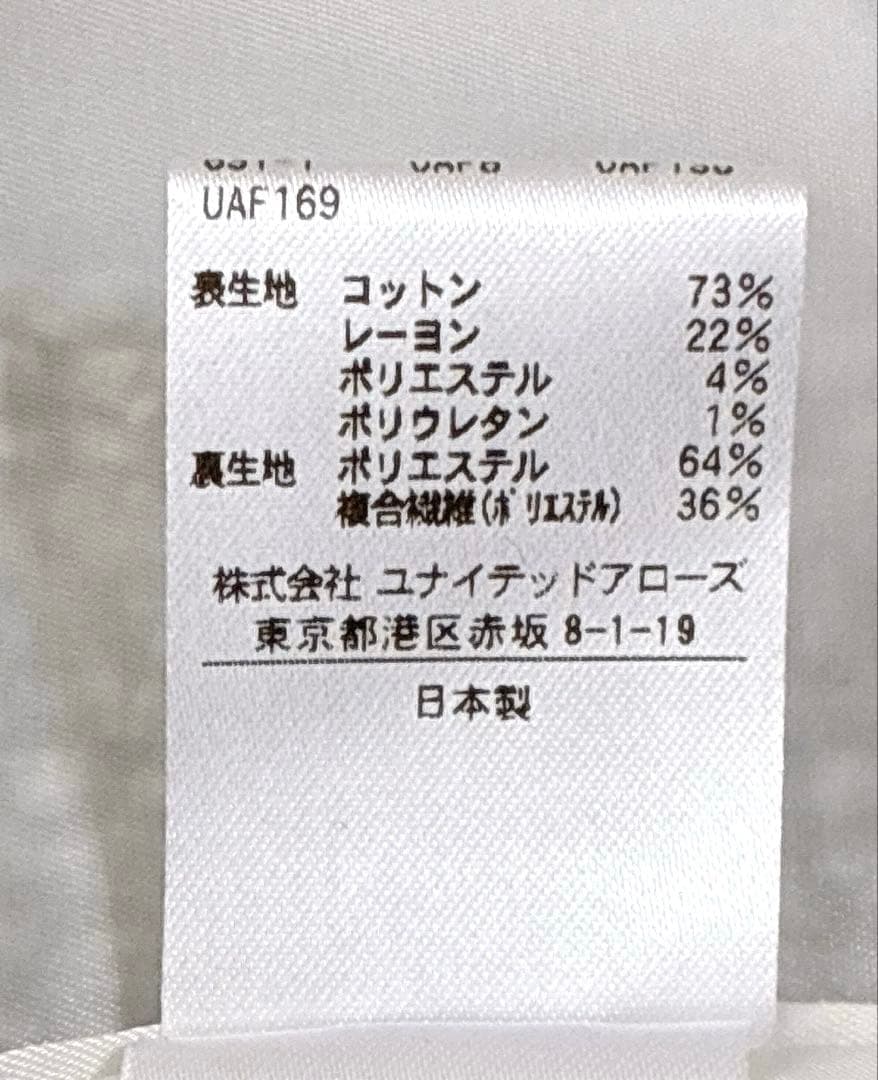 UAF169
表生地 コットン 73%
レーヨン 22%
ポリエステル 4%
ポリウレタン 1%
裏生地 ポリエステル 64%
複合繊維(ポリエステル) 36%
株式会社 ユナイテッドアローズ
東京都港区赤坂 8-1-19
日本製